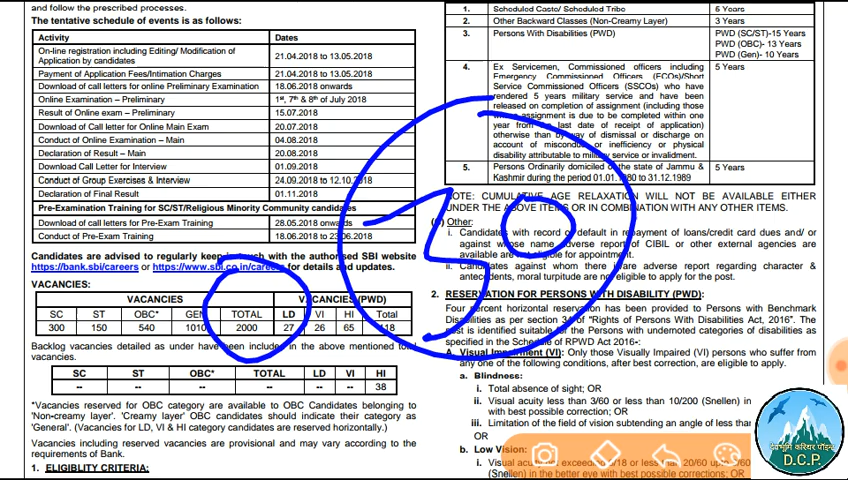 and follow the prescribed processes.
The tentative schedule of events is as follows:
Activity Dates
On-line registration including Editing/ Modification of
Application by candidates 21.04.2018 to 13.05.2018
Payment of Application Fees/Intimation Charges 21.04.2018 to 13.05.2018
Download of call letters for online Preliminary Examination 18.06.2018 onwards
Online Examination – Preliminary 1st, 7th & 8th of July 2018
Result of Online exam – Preliminary 15.07.2018
Download of Call letter for Online Main Exam 20.07.2018
Conduct of Online Examination – Main 04.08.2018
Declaration of Result – Main 20.08.2018
Download Call Letter for Interview 01.09.2018
Conduct of Group Exercises & Interview 24.09.2018 to 12.10.2018
Declaration of Final Result 01.11.2018
Pre-Examination Training for SC/ST/Religious Minority Community candidates
Download of call letters for Pre-Exam Training 28.05.2018 onwards
Conduct of Pre-Exam Training 18.06.2018 to 23.06.2018
Candidates are advised to regularly keep in touch with the authorised SBI website
https://bank.sbi/careers or https://www.sbi.co.in/careers for details and updates.
VACANCIES:
VACANCIES VACANCIES (PWD)
SC ST OBC* GEN TOTAL LD VI HI Total
300 150 540 1010 2000 27 26 65 118
Backlog vacancies detailed as under have been included in the above mentioned total
vacancies.
SC ST OBC* TOTAL LD VI HI
-- -- -- -- -- -- 38
*Vacancies reserved for OBC category are available to OBC Candidates belonging to
'Non-creamy layer'. 'Creamy layer' OBC candidates should indicate their category as
'General'. (Vacancies for LD, VI & HI category candidates are reserved horizontally.)
Vacancies including reserved vacancies are provisional and may vary according to the
requirements of Bank.
1. ELIGIBLITY CRITERIA:
1. Scheduled Caste/ Scheduled Tribe 5 Years
2. Other Backward Classes (Non-Creamy Layer) 3 Years
3. Persons With Disabilities (PWD) PWD (SC/ST)-15 Years
PWD (OBC)- 13 Years
PWD (Gen)- 10 Years
4. Ex Servicemen, Commissioned officers including 5 Years
Emergency Commissioned Officers (ECOs)/Short
Service Commissioned Officers (SSCOs) who have
rendered 5 years military service and have been
released on completion of assignment (including those
assignment is due to be completed within one
year from the last date of receipt of application)
otherwise than by way of dismissal or discharge on
account of misconduct or inefficiency or physical
disability attributable to military service or invalidment.
5. Persons Ordinarily domiciled of the state of Jammu & 5 Years
Kashmir during the period 01.01.1980 to 31.12.1989
NOTE: CUMULATIVE AGE RELAXATION WILL NOT BE AVAILABLE EITHER
UNDER THE ABOVE ITEMS OR IN COMBINATION WITH ANY OTHER ITEMS.
Other:
i. Candidates with record of default in repayment of loans/credit card dues and/ or
against whose name adverse report of CIBIL or other external agencies are
available are not eligible for appointment.
ii. Candidates against whom there is/are adverse report regarding character &
antecedents, moral turpitude are not eligible to apply for the post.
2. RESERVATION FOR PERSONS WITH DISABILITY (PWD):
Four percent horizontal reservation has been provided to Persons with Benchmark
Disabilities as per section 34 of "Rights of Persons With Disabilities Act, 2016". The
post is identified suitable for the Persons with undernoted categories of disabilities as
specified in the Schedule of RPWD Act 2016-:
A. Visual Impairment (VI): Only those Visually Impaired (VI) persons who suffer from
any one of the following conditions, after best correction, are eligible to apply.
a. Blindness:
i. Total absence of sight; OR
ii. Visual acuity less than 3/60 or less than 10/200 (Snellen) in
with best possible correction; OR
iii. Limitation of the field of vision subtending an angle of less than
OR
b. Low Vision:
i. Visual acuity not exceeding 6/18 or less than 20/60 upto 3/60
(Snellen) in the better eye with best possible corrections; OR
देवभूमि करियर पॉइन्ट
D.C.P.